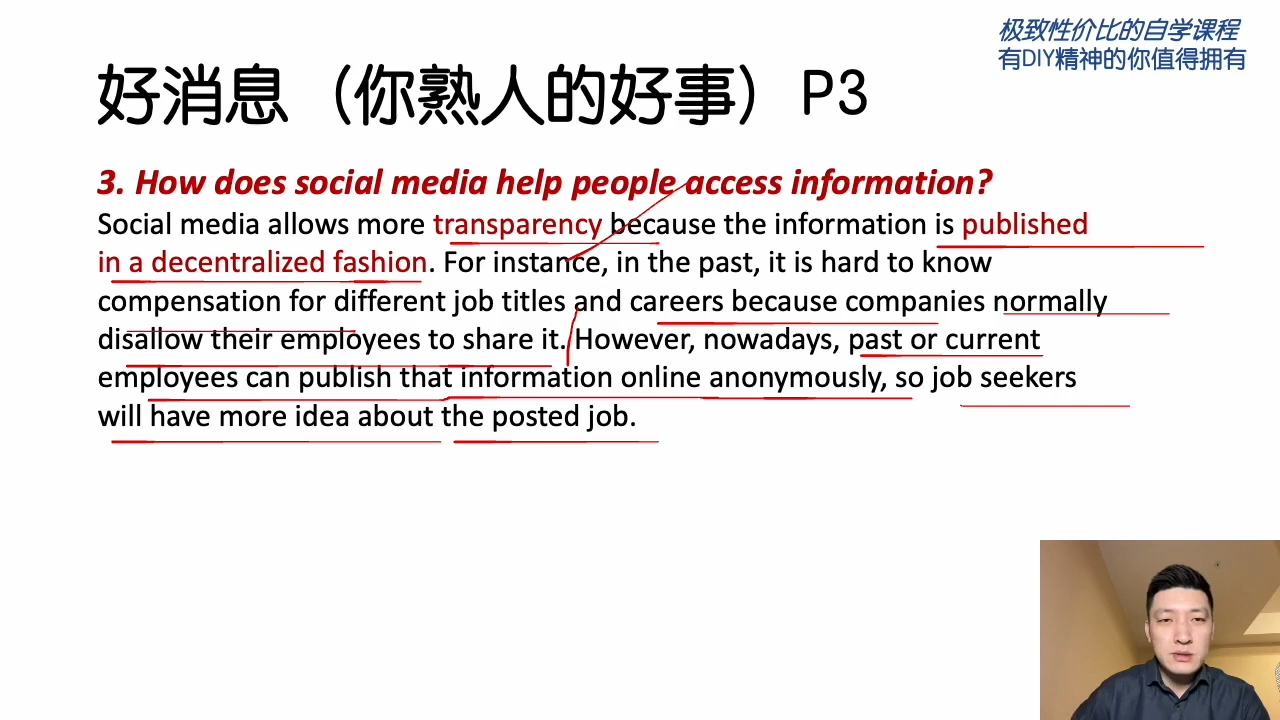 极致性价比的自学课程
有DIY精神的你值得拥有
好消息（你熟人的好事）P3
3. How does social media help people access information?
Social media allows more transparency because the information is published
in a decentralized fashion. For instance, in the past, it is hard to know
compensation for different job titles and careers because companies normally
disallow their employees to share it. However, nowadays, past or current
employees can publish that information online anonymously, so job seekers
will have more idea about the posted job.